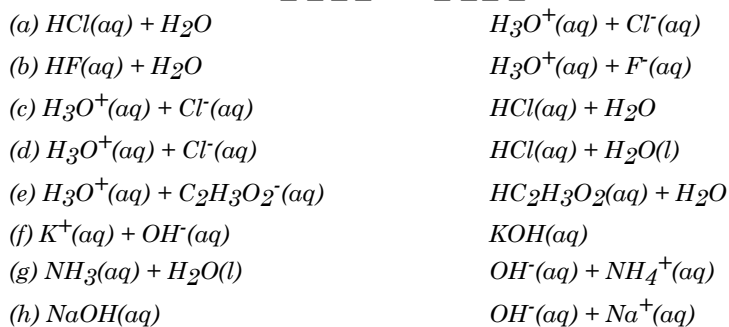 (a) HCl(aq) + H₂O H₃O⁺(aq) + Cl⁻(aq)
(b) HF(aq) + H₂O H₃O⁺(aq) + F⁻(aq)
(c) H₃O⁺(aq) + Cl⁻(aq) HCl(aq) + H₂O
(d) H₃O⁺(aq) + Cl⁻(aq) HCl(aq) + H₂O(l)
(e) H₃O⁺(aq) + C₂H₃O₂⁻(aq) HC₂H₃O₂(aq) + H₂O
(f) K⁺(aq) + OH⁻(aq) KOH(aq)
(g) NH₃(aq) + H₂O(l) OH⁻(aq) + NH₄⁺(aq)
(h) NaOH(aq) OH⁻(aq) + Na⁺(aq)